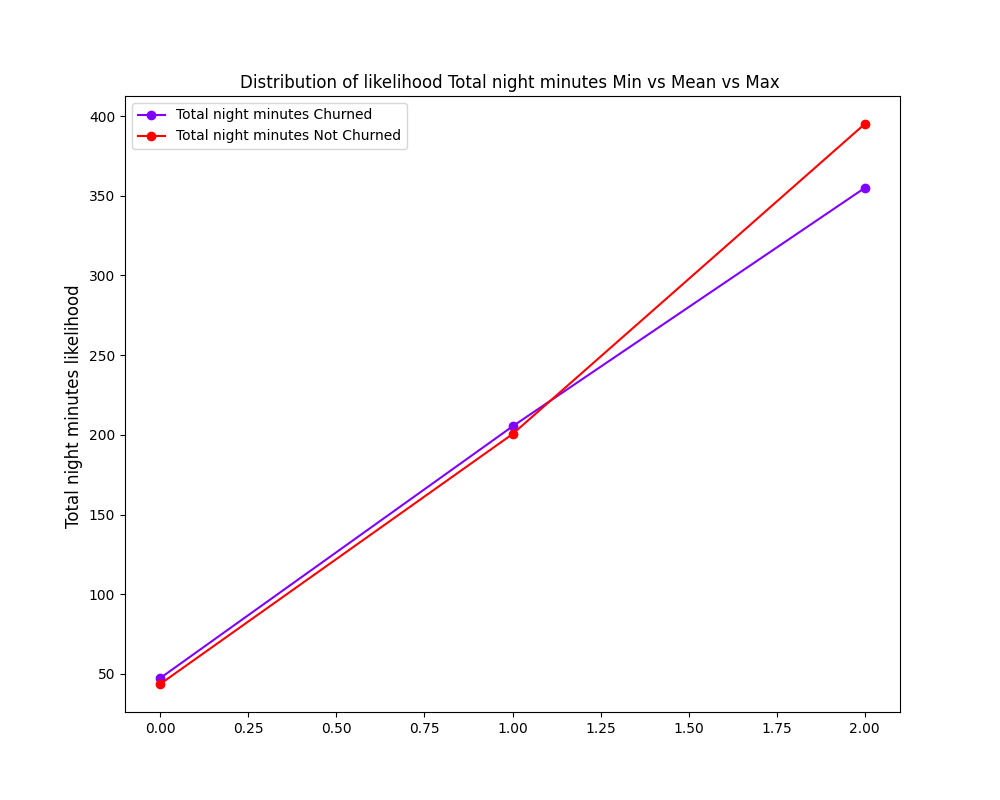 Distribution of likelihood Total night minutes Min vs Mean vs Max
Total night minutes Churned
Total night minutes Not Churned
Total night minutes likelihood
400
350
300
250
200
150
100
50
0.00 0.25 0.50 0.75 1.00 1.25 1.50 1.75 2.00